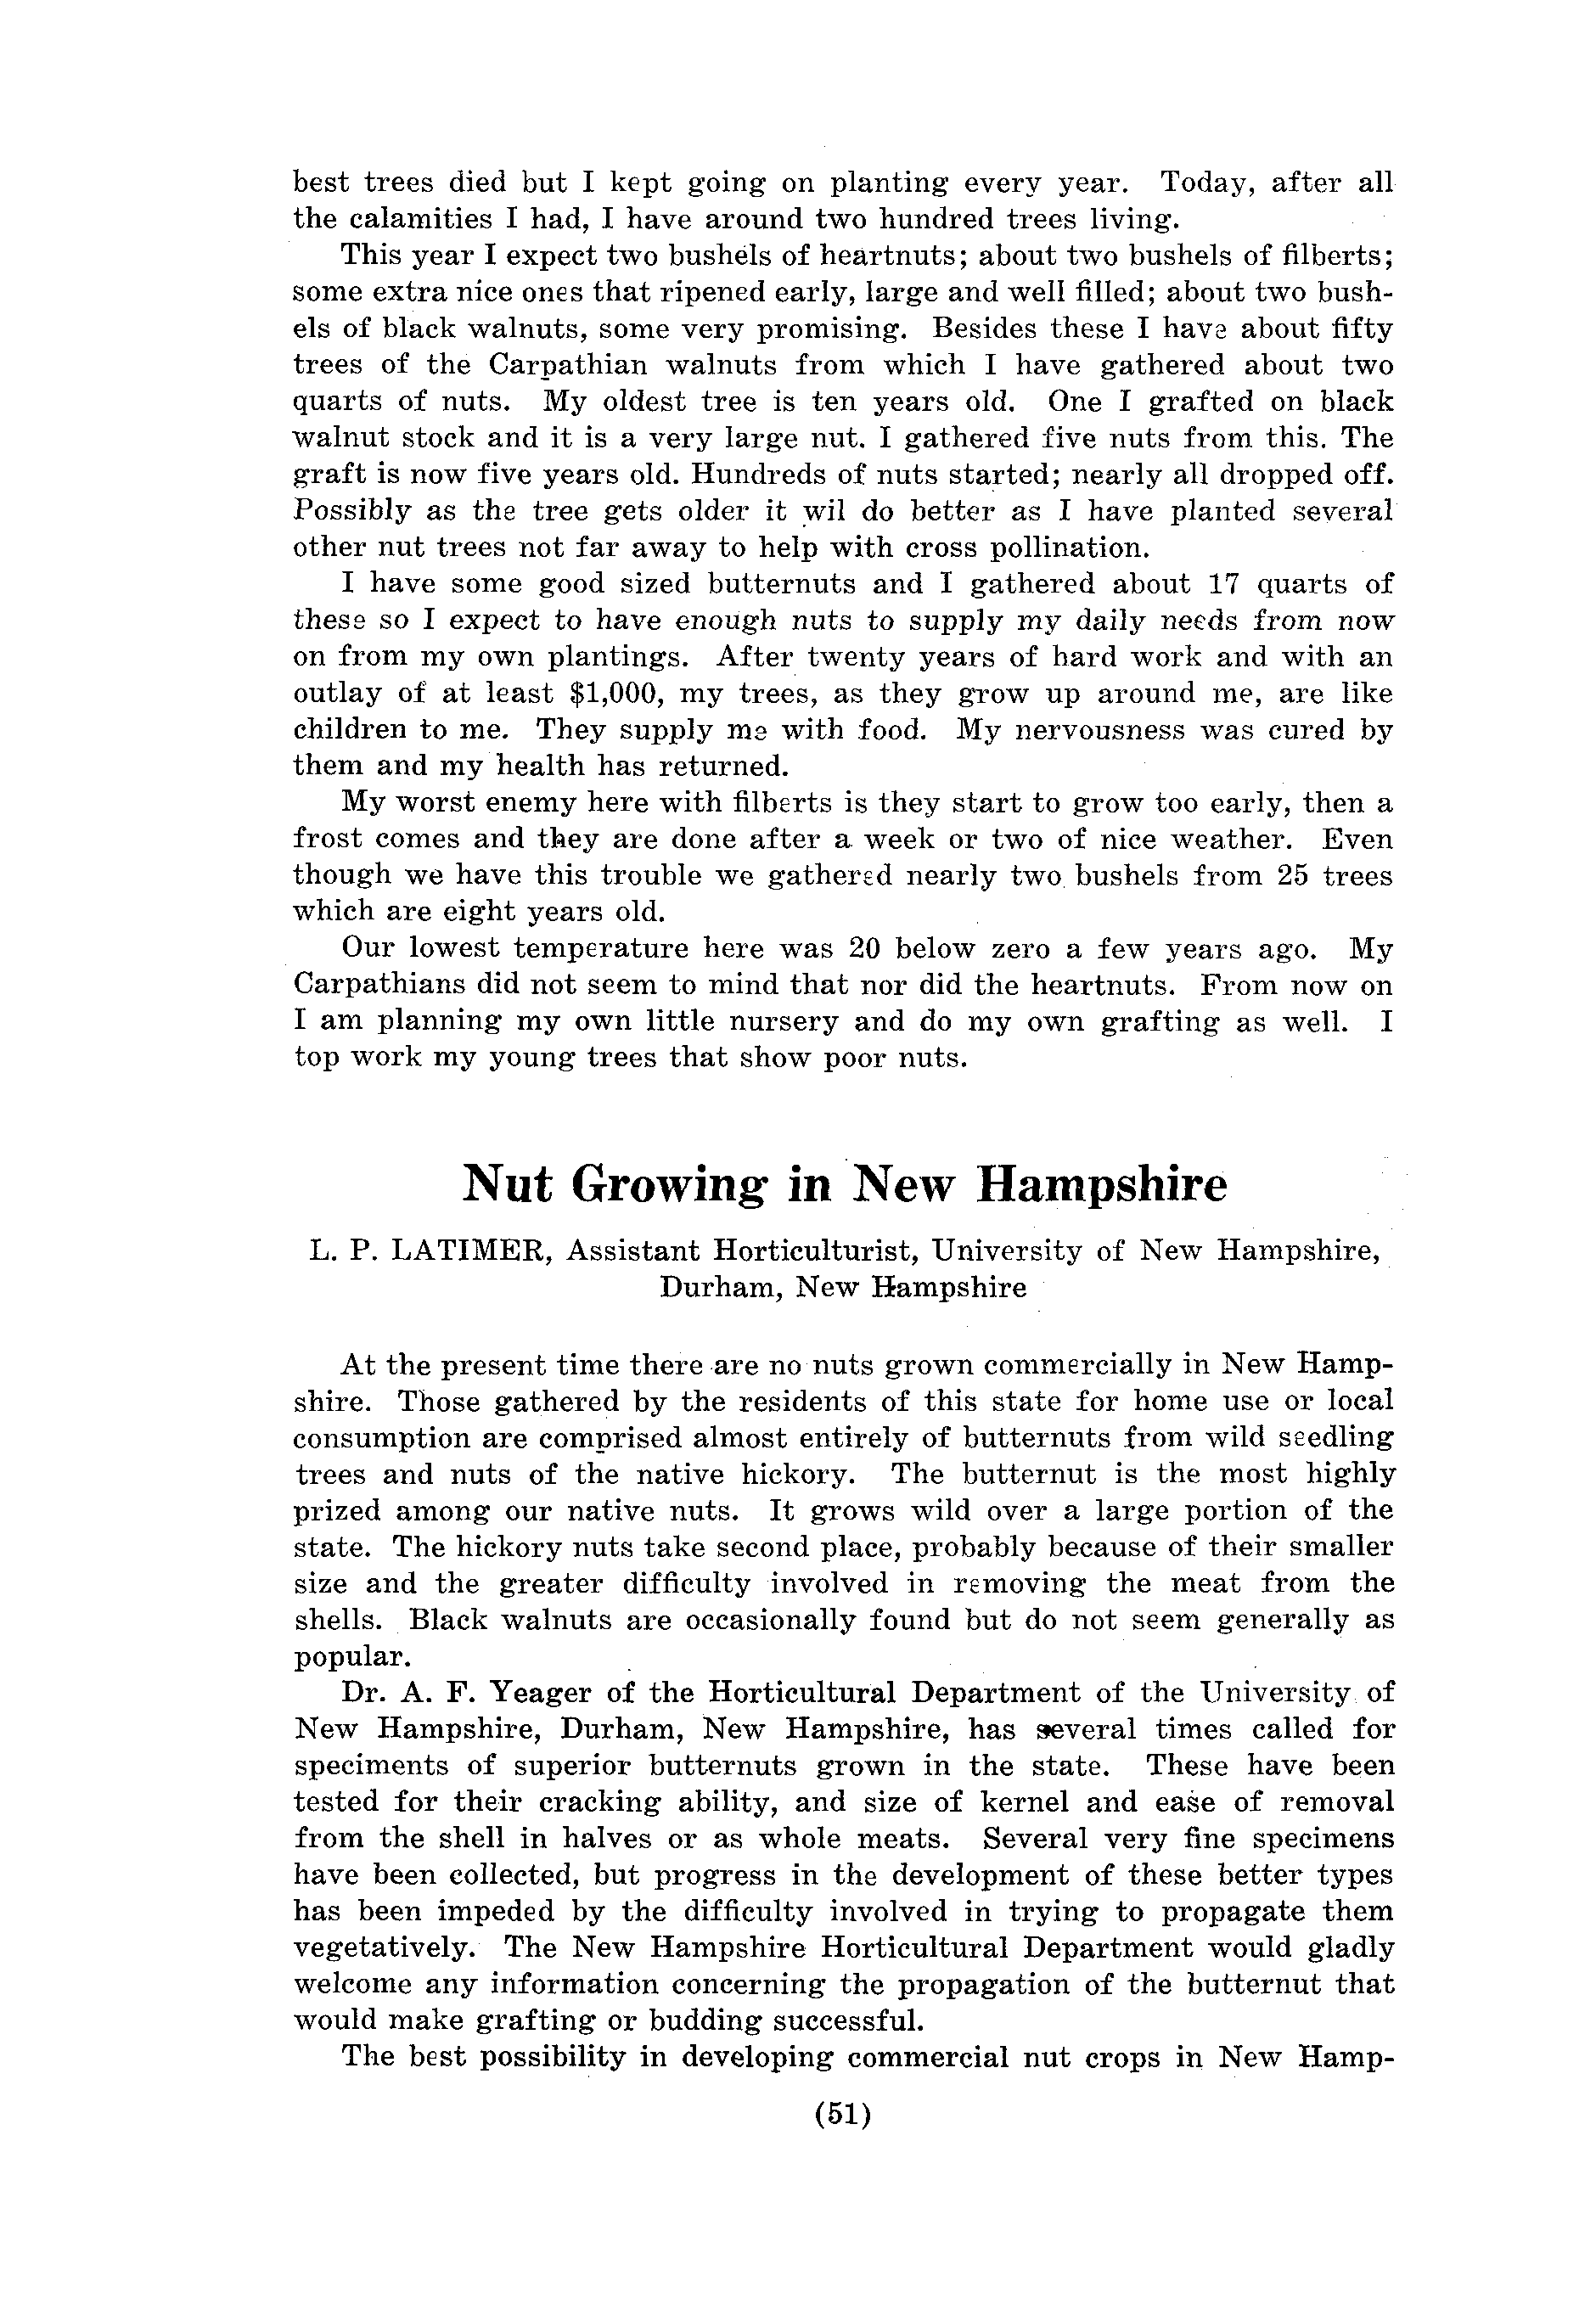 best trees died but I kept going on planting every year. Today, after all
the calamities I had, I have around two hundred trees living.
This year I expect two bushels of heartnuts; about two bushels of filberts;
some extra nice ones that ripened early, large and well filled; about two bush-
els of black walnuts, some very promising. Besides these I have about fifty
trees of the Carpathian walnuts from which I have gathered about two
quarts of nuts. My oldest tree is ten years old. One I grafted on black
walnut stock and it is a very large nut. I gathered five nuts from this. The
graft is now five years old. Hundreds of nuts started; nearly all dropped off.
Possibly as the tree gets older it wil do better as I have planted several
other nut trees not far away to help with cross pollination.
I have some good sized butternuts and I gathered about 17 quarts of
these so I expect to have enough nuts to supply my daily needs from now
on from my own plantings. After twenty years of hard work and with an
outlay of at least $1,000, my trees, as they grow up around me, are like
children to me. They supply me with food. My nervousness was cured by
them and my health has returned.
My worst enemy here with filberts is they start to grow too early, then a
frost comes and they are done after a week or two of nice weather. Even
though we have this trouble we gathered nearly two bushels from 25 trees
which are eight years old.
Our lowest temperature here was 20 below zero a few years ago. My
Carpathians did not seem to mind that nor did the heartnuts. From now on
I am planning my own little nursery and do my own grafting as well. I
top work my young trees that show poor nuts.
Nut Growing in New Hampshire
L. P. LATIMER, Assistant Horticulturist, University of New Hampshire,
Durham, New Hampshire
At the present time there are no nuts grown commercially in New Hamp-
shire. Those gathered by the residents of this state for home use or local
consumption are comprised almost entirely of butternuts from wild seedling
trees and nuts of the native hickory. The butternut is the most highly
prized among our native nuts. It grows wild over a large portion of the
state. The hickory nuts take second place, probably because of their smaller
size and the greater difficulty involved in removing the meat from the
shells. Black walnuts are occasionally found but do not seem generally as
popular.
Dr. A. F. Yeager of the Horticultural Department of the University of
New Hampshire, Durham, New Hampshire, has several times called for
speciments of superior butternuts grown in the state. These have been
tested for their cracking ability, and size of kernel and ease of removal
from the shell in halves or as whole meats. Several very fine specimens
have been collected, but progress in the development of these better types
has been impeded by the difficulty involved in trying to propagate them
vegetatively. The New Hampshire Horticultural Department would gladly
welcome any information concerning the propagation of the butternut that
would make grafting or budding successful.
The best possibility in developing commercial nut crops in New Hamp-
(51)